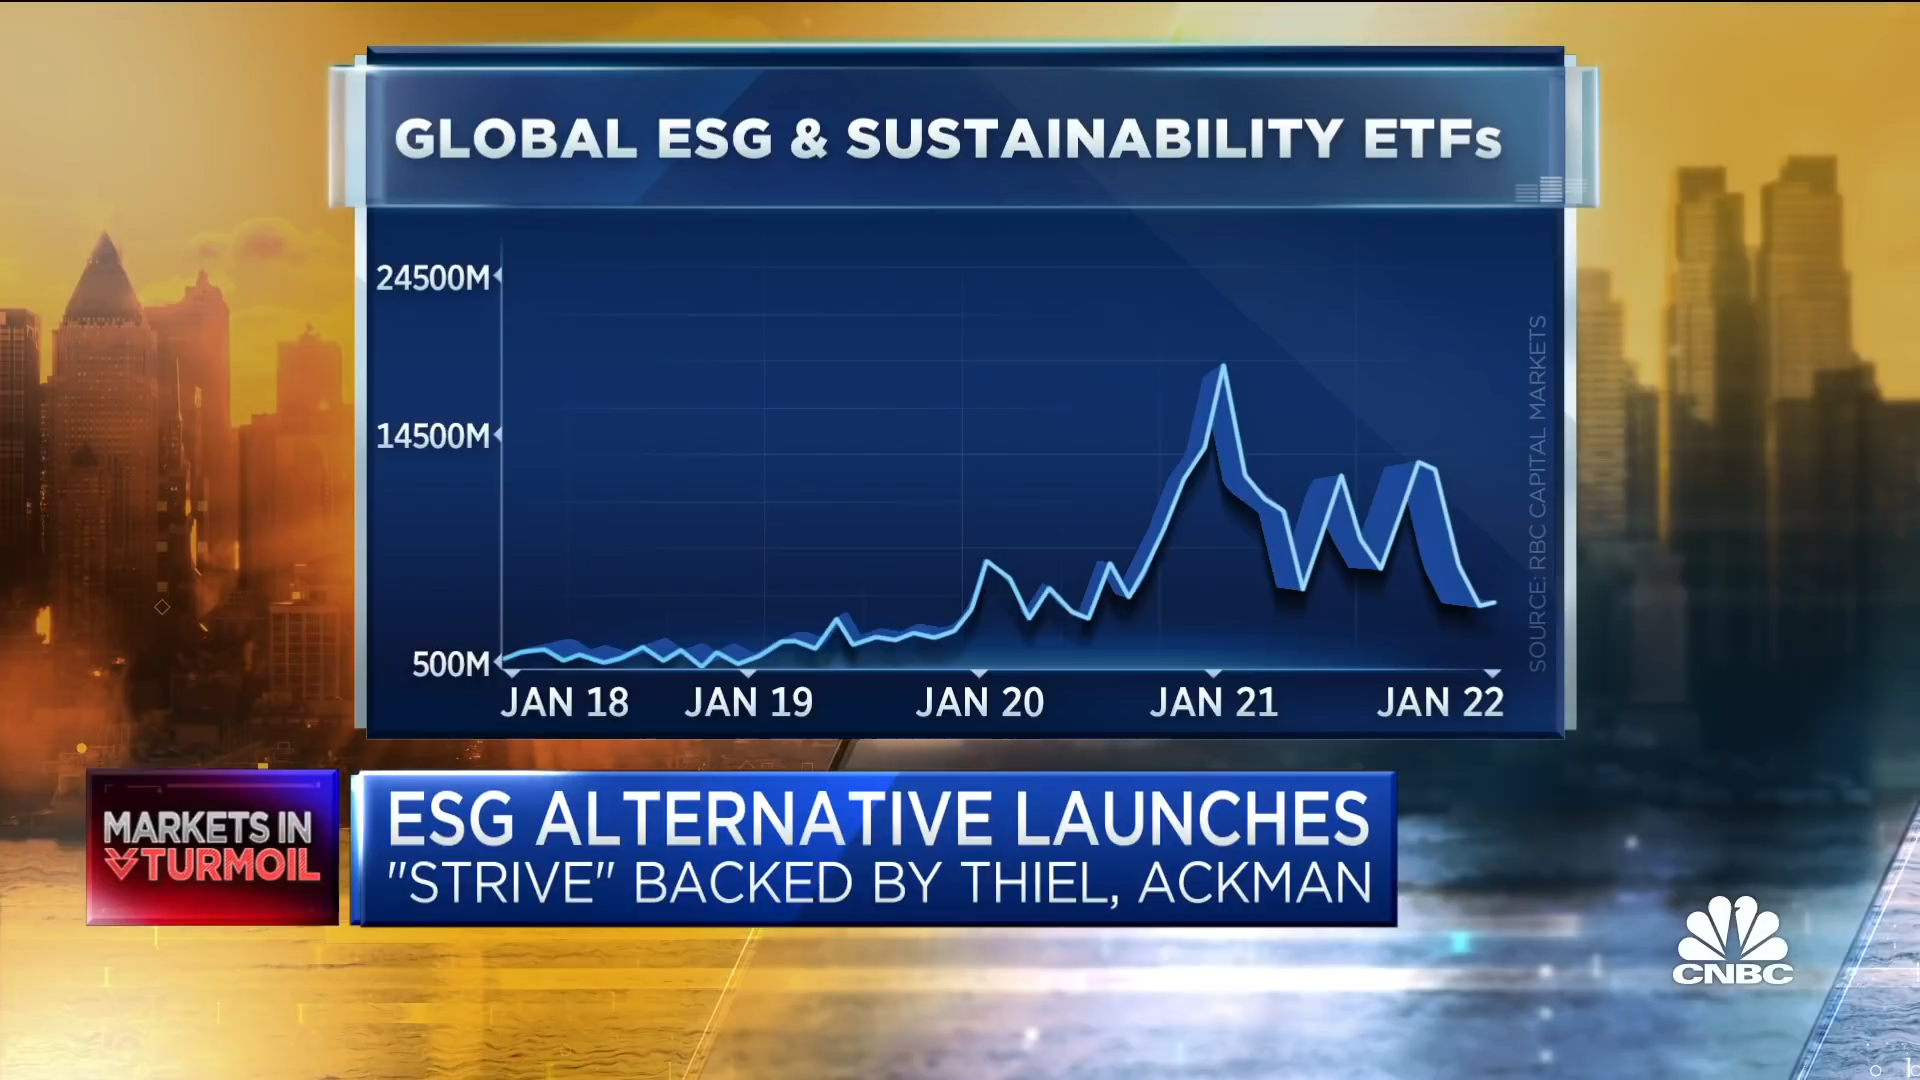 GLOBAL ESG & SUSTAINABILITY ETFs
24500M
14500M
500M
JAN 18
JAN 19
JAN 20
JAN 21
JAN 22
SOURCE: RBC CAPITAL MARKETS
MARKETS IN
TURMOIL
ESG ALTERNATIVE LAUNCHES
"STRIVE" BACKED BY THIEL, ACKMAN
CNBC